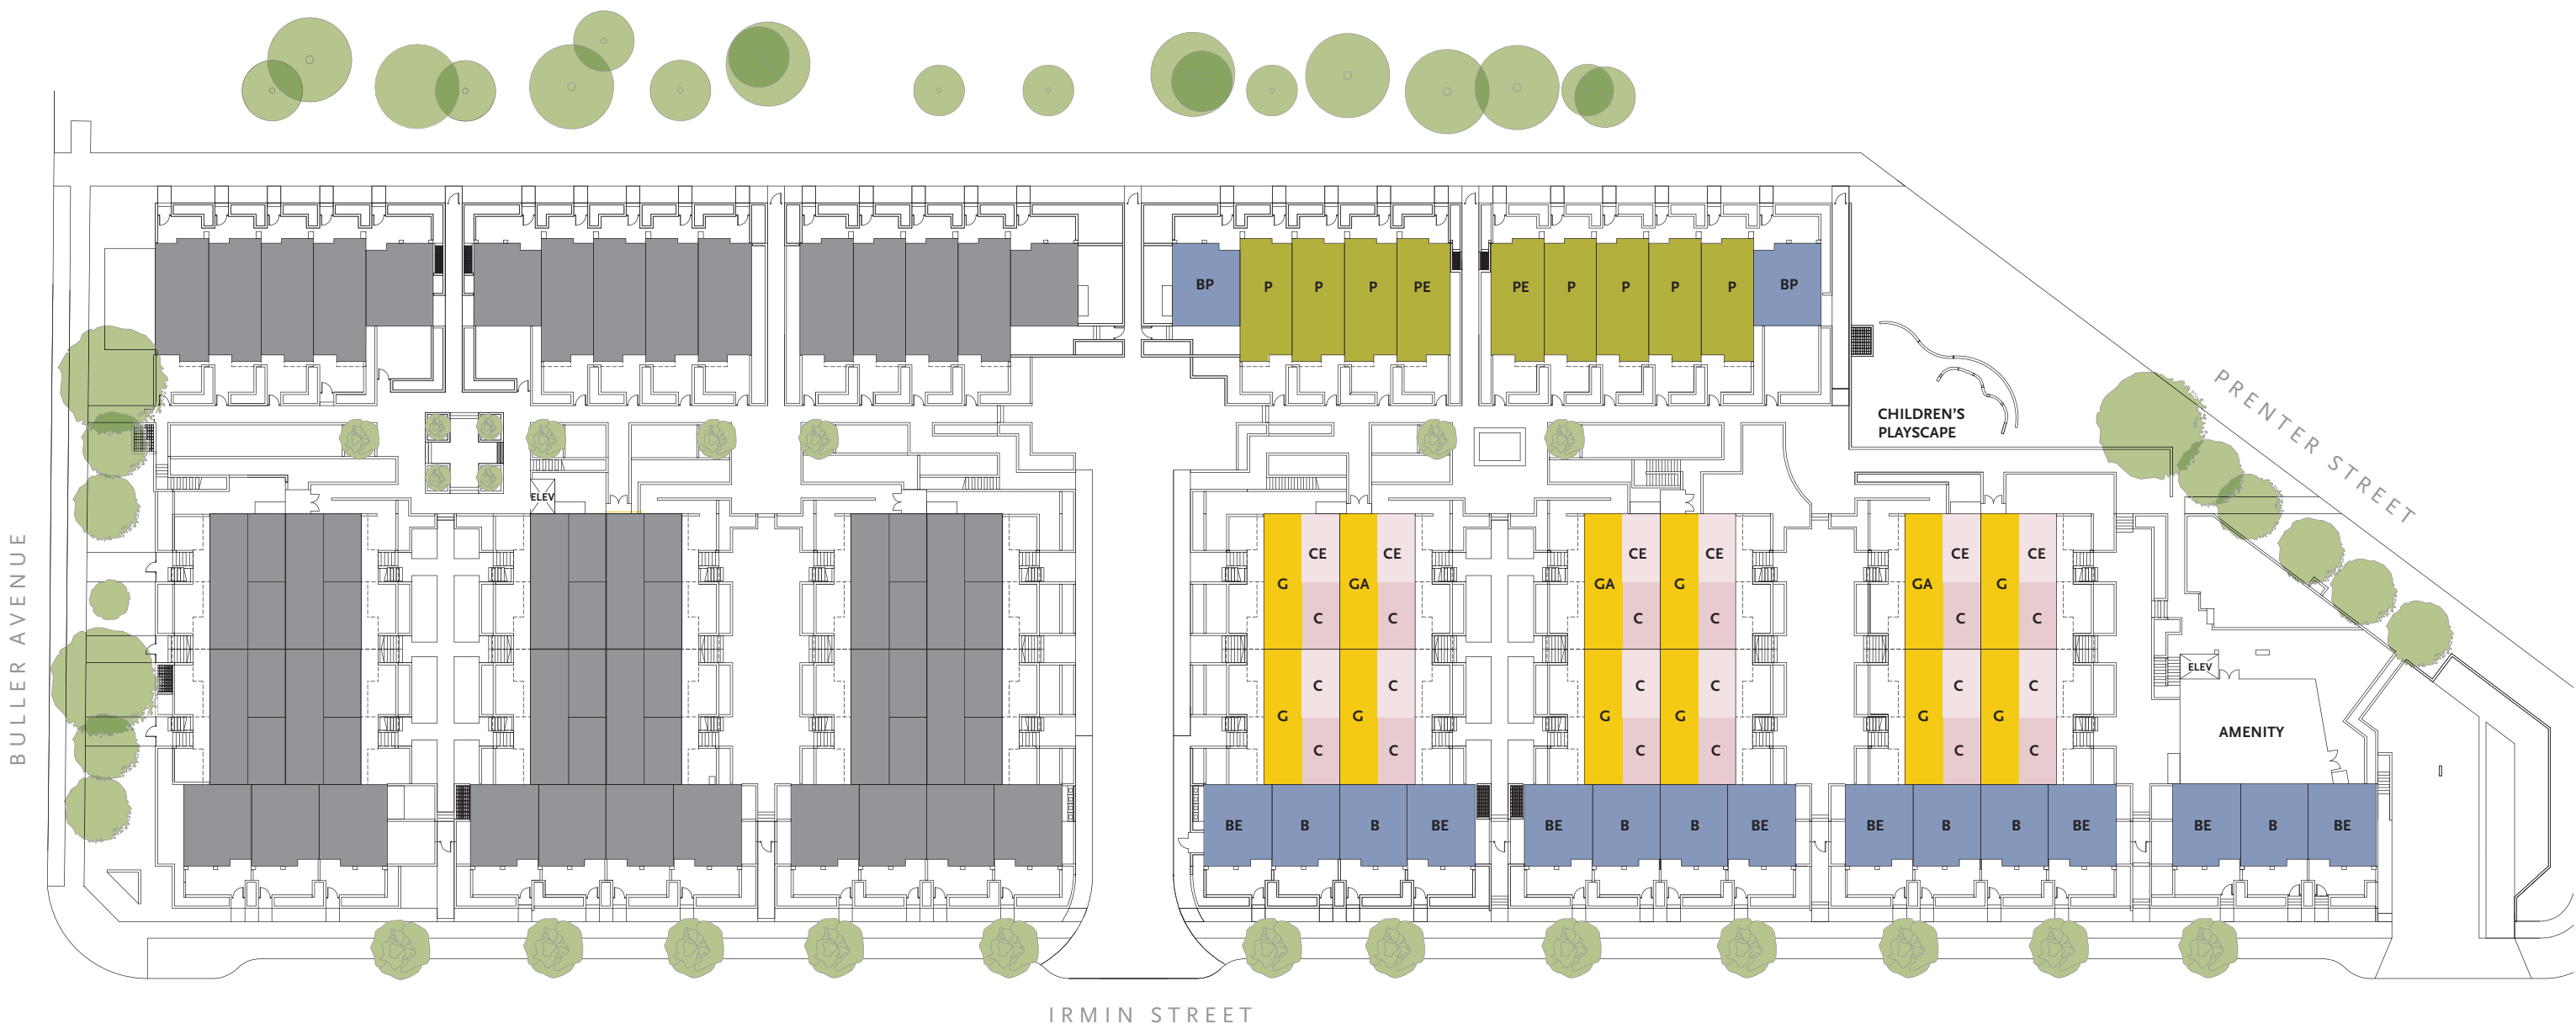 BP P P P PE PE P P P P BP
CHILDREN'S
PLAYSCAPE
PRENTER STREET
ELEV
CE CE CE CE CE CE
G GA GA G GA G
C C C C C C
ELEV
C C C C C C
G G G G G G
AMENITY
C C C C C C
BE B B BE BE B B BE BE B B BE BE B BE
BULLER AVENUE
IRMIN STREET